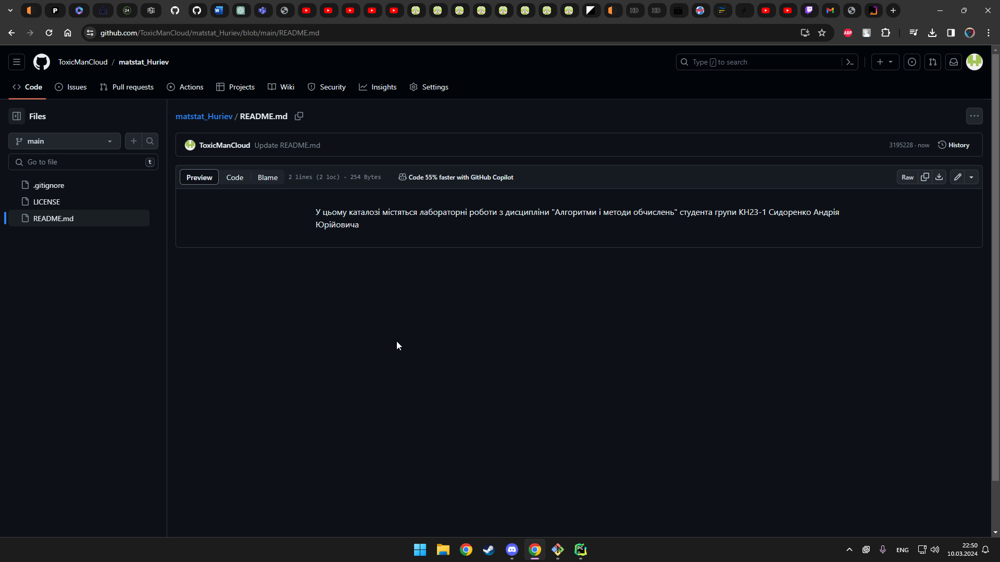 github.com/ToxicManCloud/matstat_Huriev/blob/main/README.md
ToxicManCloud / matstat_Huriev
Type / to search
Code Issues Pull requests Actions Projects Wiki Security Insights Settings
Files
matstat_Huriev / README.md
main
ToxicManCloud Update README.md 3195228 · now History
Go to file t
Preview Code Blame 2 lines (2 loc) · 254 Bytes Code 55% faster with GitHub Copilot Raw
.gitignore
LICENSE
README.md
У цьому каталозі містяться лабораторні роботи з дисципліни "Алгоритми і методи обчислень" студента групи КН23-1 Сидоренко Андрія
Юрійовича
ENG
22:50
10.03.2024